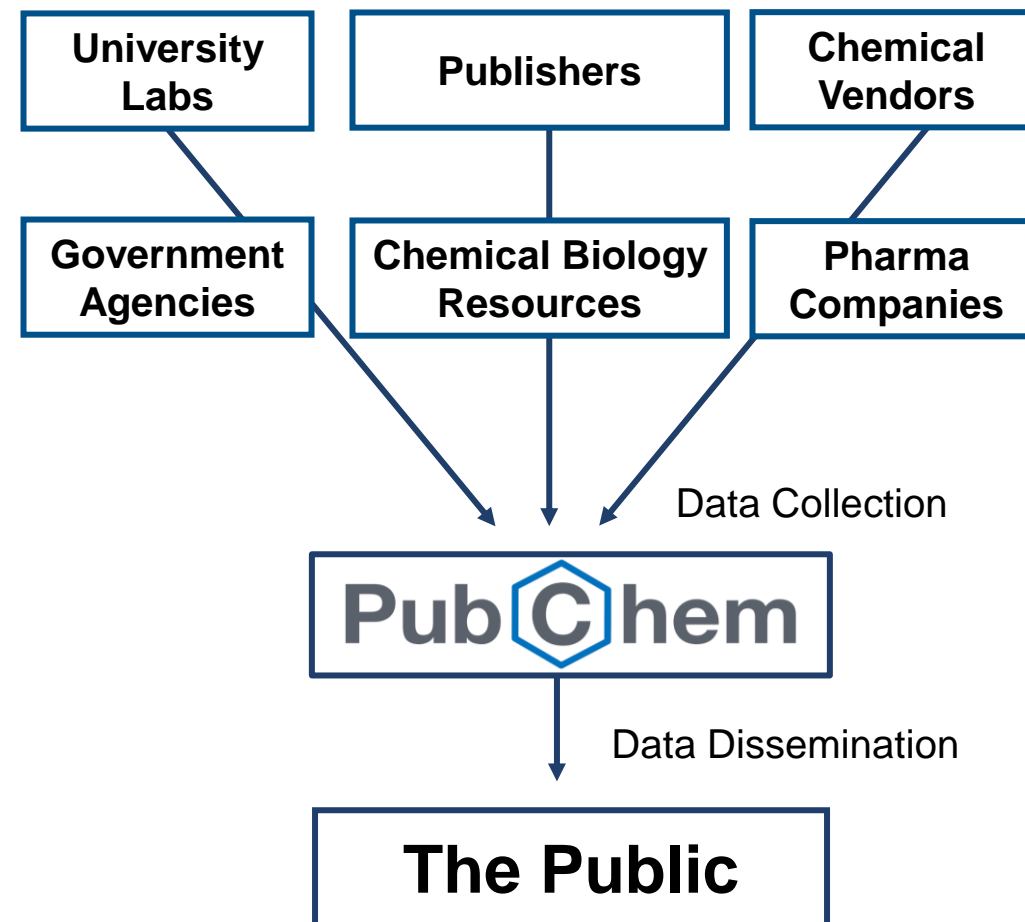 University
Labs
Publishers
Chemical
Vendors
Government
Agencies
Chemical Biology
Resources
Pharma
Companies
Data Collection
PubChem
Data Dissemination
The Public